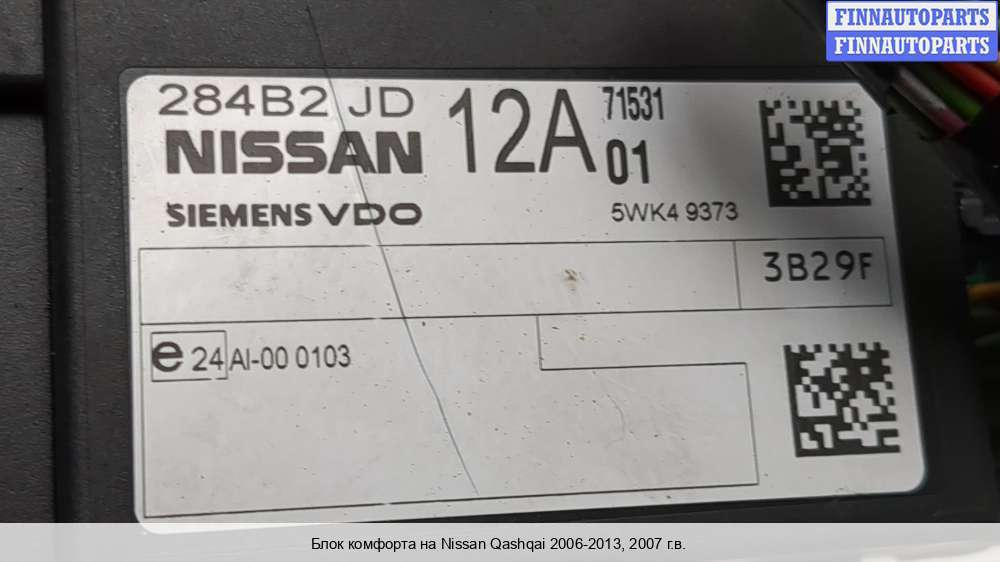 FINNAUTOPARTS
FINNAUTOPARTS
284B2 JD 12A 71531
NISSAN 01
SIEMENS VDO 5WK4 9373
3B29F
e 24 AI-00 0103
Блок комфорта на Nissan Qashqai 2006-2013, 2007 г.в.